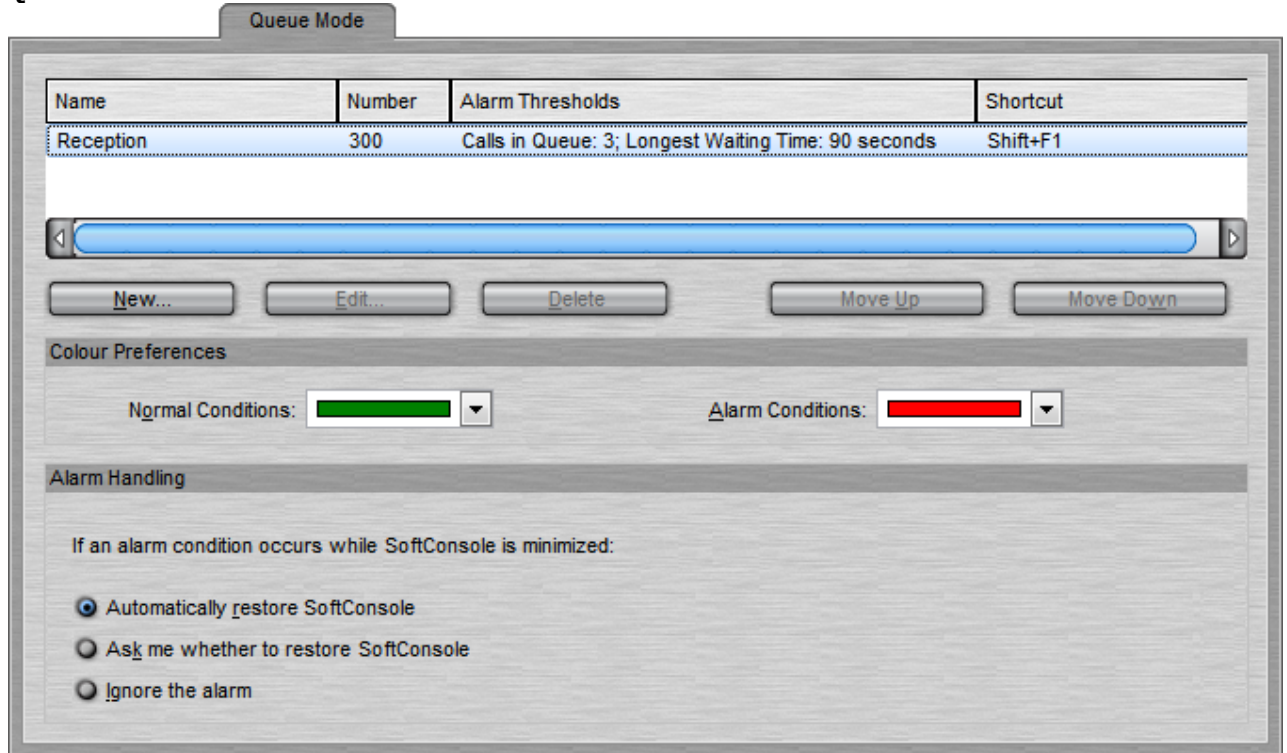 Queue Mode
Name Number Alarm Thresholds Shortcut
Reception 300 Calls in Queue: 3; Longest Waiting Time: 90 seconds Shift+F1
New... Edit... Delete Move Up Move Down
Colour Preferences
Normal Conditions: Alarm Conditions:
Alarm Handling
If an alarm condition occurs while SoftConsole is minimized:
Automatically restore SoftConsole
Ask me whether to restore SoftConsole
Ignore the alarm